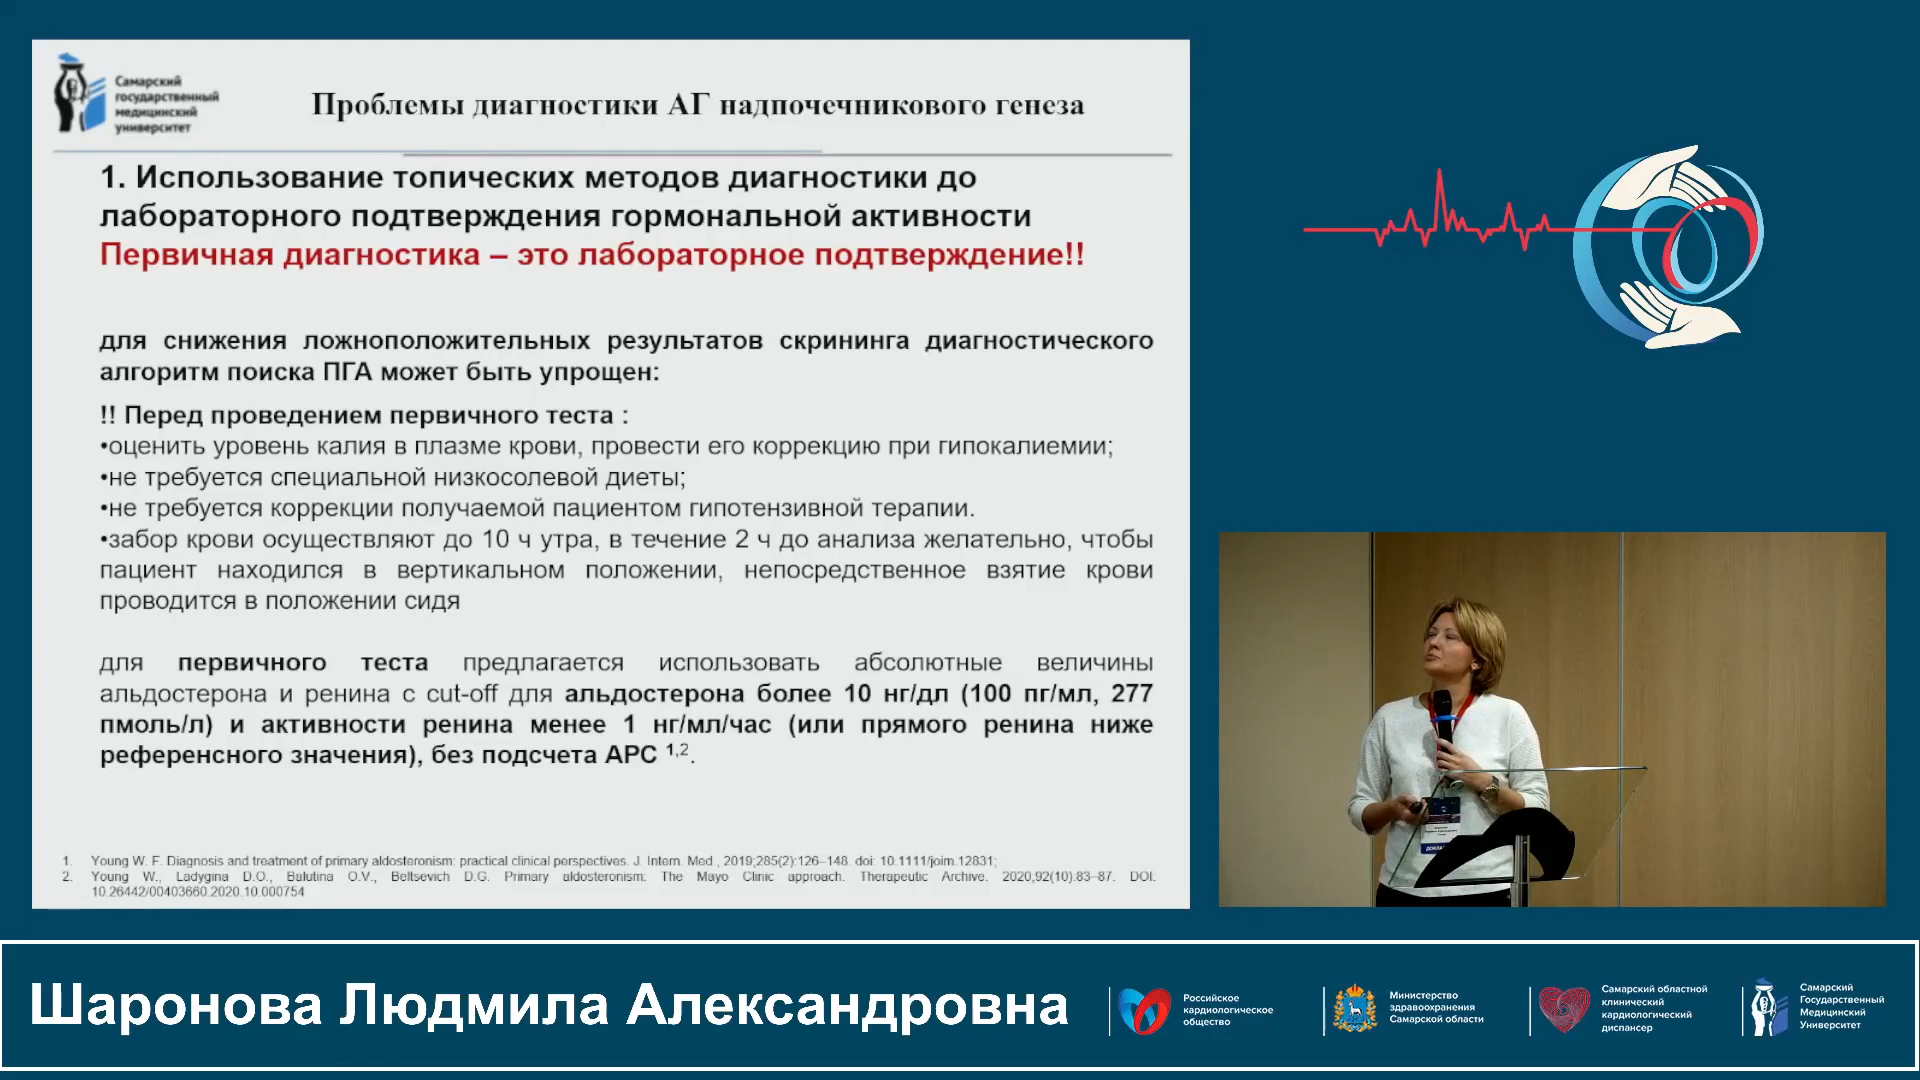 Самарский
государственный
медицинский
университет
Проблемы диагностики АГ надпочечникового генеза
1. Использование топических методов диагностики до
лабораторного подтверждения гормональной активности
Первичная диагностика – это лабораторное подтверждение!!
для снижения ложноположительных результатов скрининга диагностического
алгоритм поиска ПГА может быть упрощен:
!! Перед проведением первичного теста :
•оценить уровень калия в плазме крови, провести его коррекцию при гипокалиемии;
•не требуется специальной низкосолевой диеты;
•не требуется коррекции получаемой пациентом гипотензивной терапии.
•забор крови осуществляют до 10 ч утра, в течение 2 ч до анализа желательно, чтобы
пациент находился в вертикальном положении, непосредственное взятие крови
проводится в положении сидя
для первичного теста предлагается использовать абсолютные величины
альдостерона и ренина с cut-off для альдостерона более 10 нг/дл (100 пг/мл, 277
пмоль/л) и активности ренина менее 1 нг/мл/час (или прямого ренина ниже
референсного значения), без подсчета АРС 1,2.
1. Young W. F. Diagnosis and treatment of primary aldosteronism: practical clinical perspectives. J. Intern. Med., 2019;285(2):126–148. doi: 10.1111/joim.12831;
2. Young W., Ladygina D.O., Balutina O.V., Beltsevich D.G. Primary aldosteronism: The Mayo Clinic approach. Therapeutic Archive. 2020;92(10):83–87. DOI:
10.26442/00403660.2020.10.000754
Шаронова Людмила Александровна
Российское
кардиологическое
общество
Министерство
здравоохранения
Самарской области
Самарский областной
клинический
кардиологический
диспансер
Самарский
Государственный
Медицинский
Университет